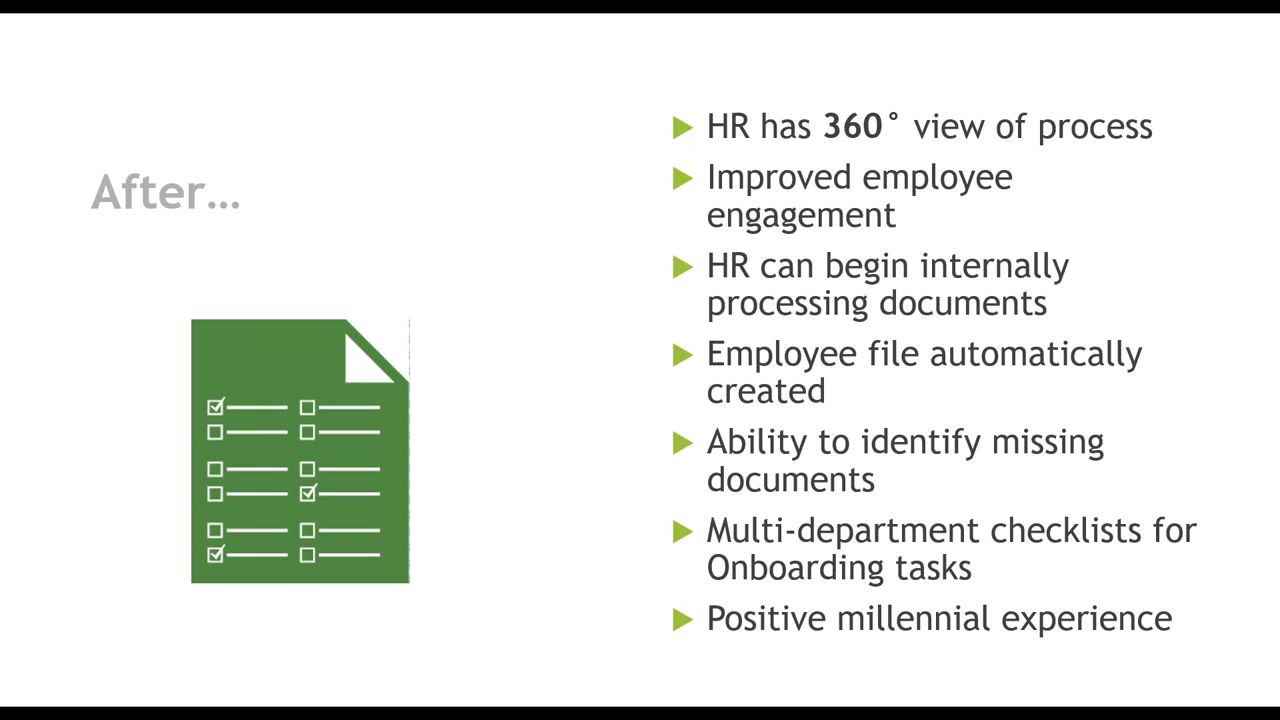 After...
HR has 360° view of process
Improved employee
engagement
HR can begin internally
processing documents
Employee file automatically
created
Ability to identify missing
documents
Multi-department checklists for
Onboarding tasks
Positive millennial experience